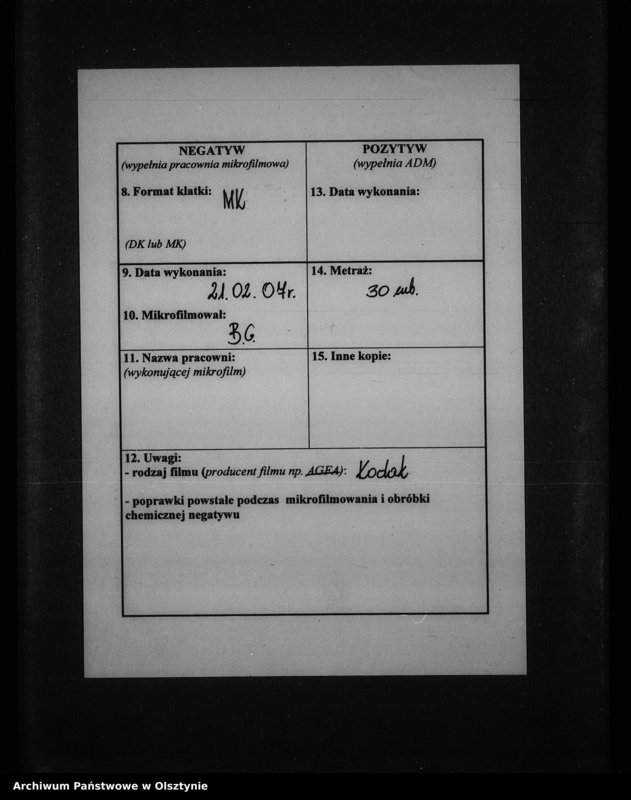 NEGATYW
(wypełnia pracownia mikrofilmowa)
8. Format klatki: MK
(DK lub MK)
9. Data wykonania:
21.02.07r.
10. Mikrofilmował:
B.G.
11. Nazwa pracowni:
(wykonującej mikrofilm)
POZYTYW
(wypełnia ADM)
13. Data wykonania:
14. Metraż:
30 mb.
15. Inne kopie:
12. Uwagi:
- rodzaj filmu (producent filmu np. AGFA): Kodak
- poprawki powstałe podczas mikrofilmowania i obróbki
chemicznej negatywu
Archiwum Państwowe w Olsztynie